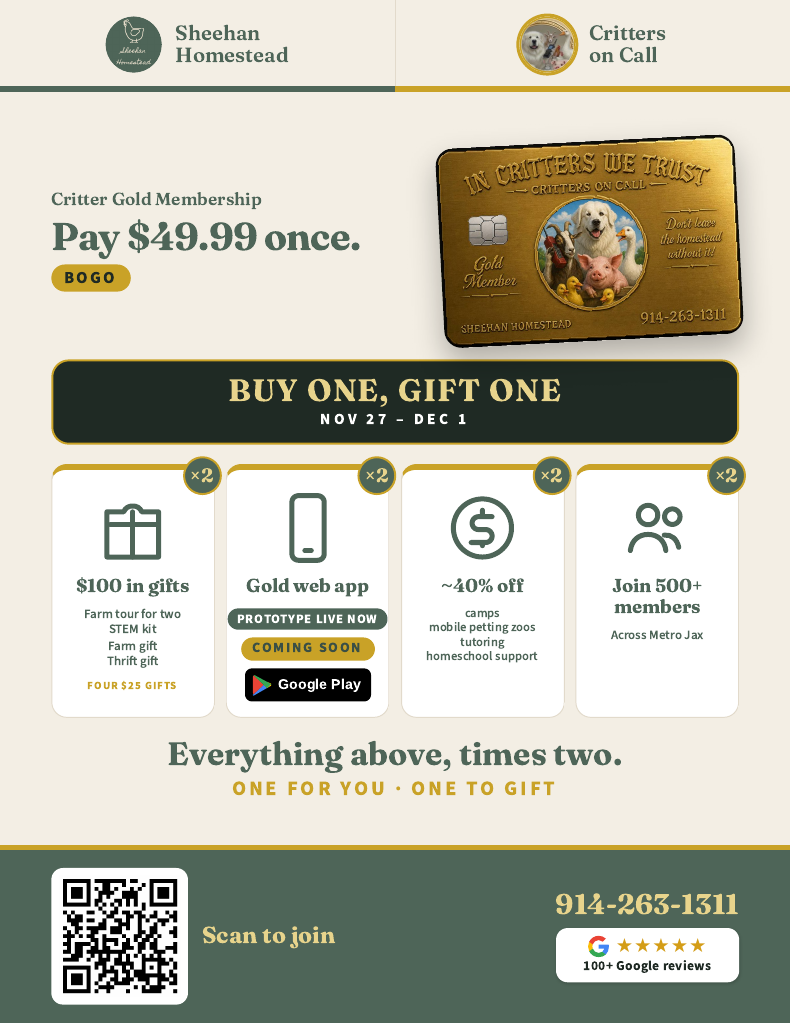 Sheehan
Homestead
Sheehan
Homestead
Critters
on Call
Critter Gold Membership
Pay $49.99 once.
BOGO
IN CRITTERS WE TRUST
CRITTERS ON CALL
Gold
Member
Don't leave
the homestead
without it!
SHEEHAN HOMESTEAD
914-263-1311
BUY ONE, GIFT ONE
NOV 27 – DEC 1
×2
×2
×2
×2
$100 in gifts
Farm tour for two
STEM kit
Farm gift
Thrift gift
FOUR $25 GIFTS
Gold web app
PROTOTYPE LIVE NOW
COMING SOON
Google Play
~40% off
camps
mobile petting zoos
tutoring
homeschool support
Join 500+
members
Across Metro Jax
Everything above, times two.
ONE FOR YOU · ONE TO GIFT
Scan to join
914-263-1311
100+ Google reviews